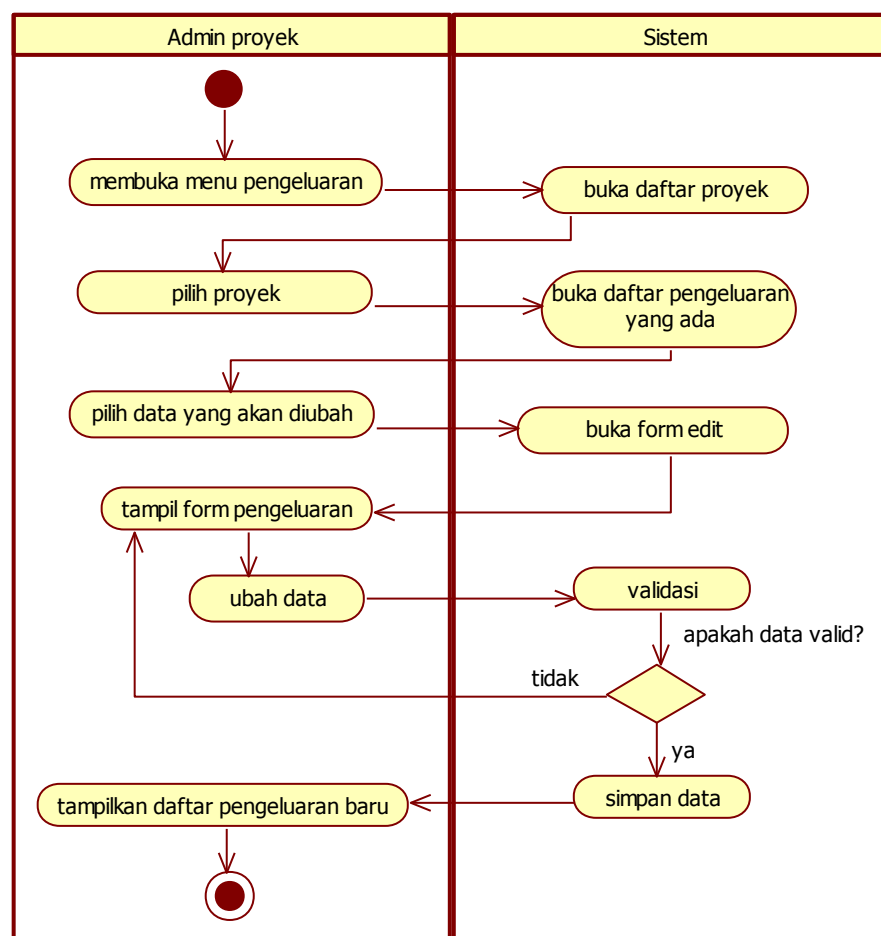 Admin proyek
Sistem
membuka menu pengeluaran
buka daftar proyek
pilih proyek
buka daftar pengeluaran
yang ada
pilih data yang akan diubah
buka form edit
tampil form pengeluaran
ubah data
validasi
apakah data valid?
tidak
ya
simpan data
tampilkan daftar pengeluaran baru